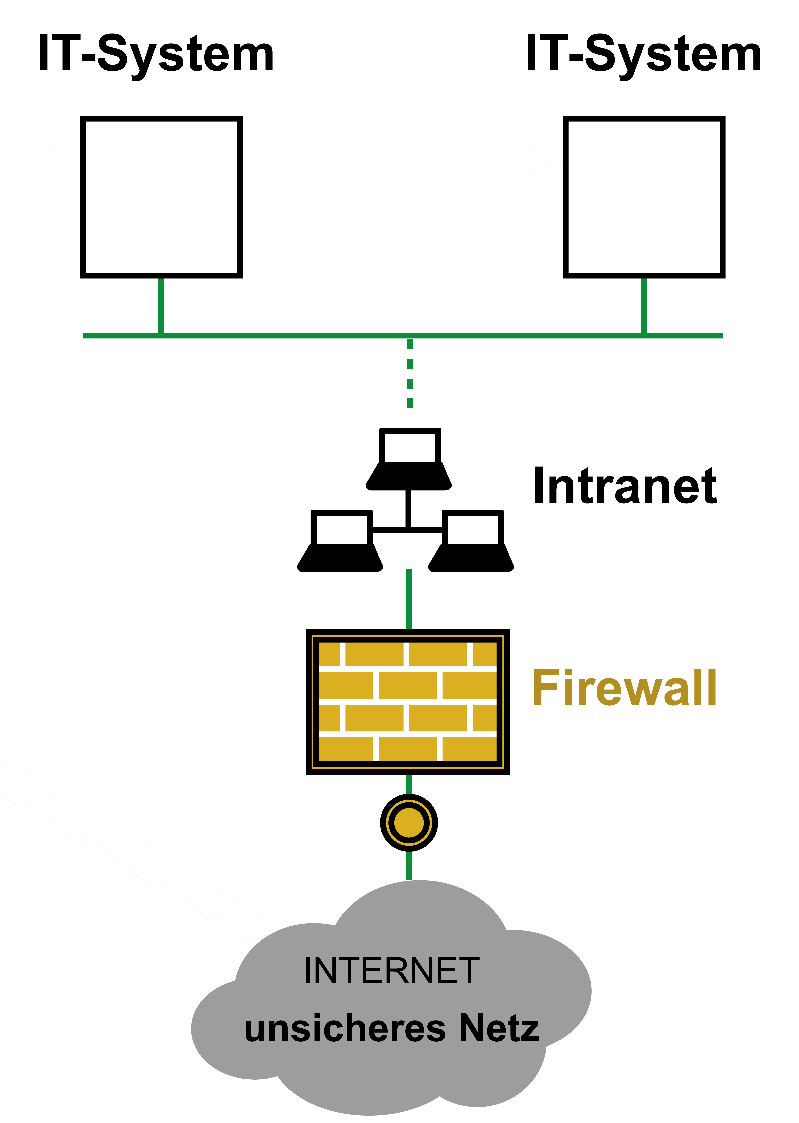 IT-System
IT-System
Intranet
Firewall
INTERNET
unsicheres Netz